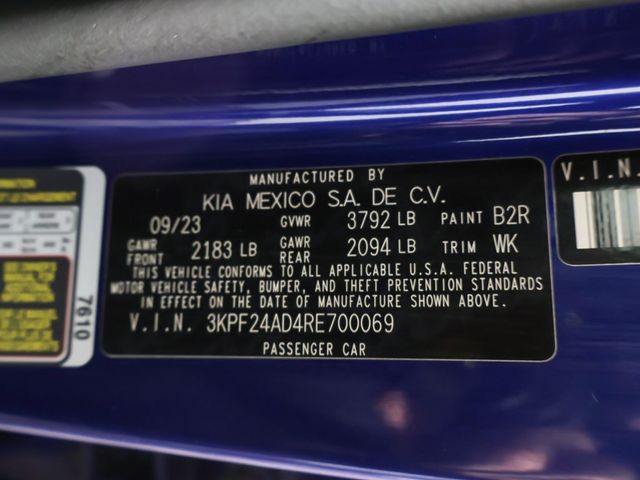 MANUFACTURED BY
KIA MEXICO S.A. DE C.V.
09/23 GVWR 3792 LB PAINT B2R
GAWR FRONT 2183 LB GAWR REAR 2094 LB TRIM WK
THIS VEHICLE CONFORMS TO ALL APPLICABLE U.S.A. FEDERAL
MOTOR VEHICLE SAFETY, BUMPER, AND THEFT PREVENTION STANDARDS
IN EFFECT ON THE DATE OF MANUFACTURE SHOWN ABOVE.
V.I.N. 3KPF24AD4RE700069
PASSENGER CAR
7610
V.I.N.